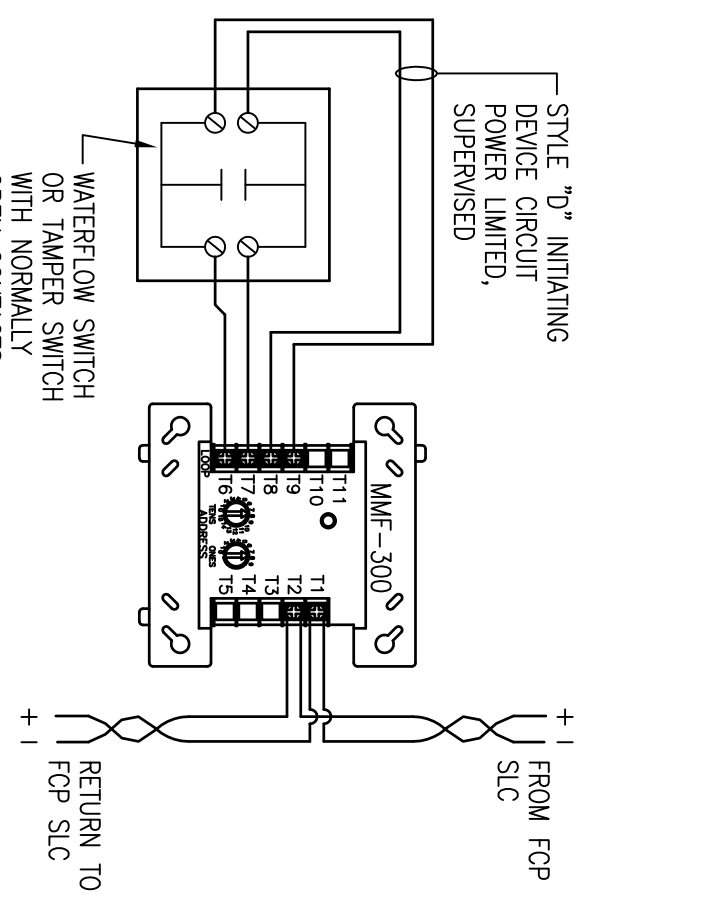 STYLE "D" INITIATING
DEVICE CIRCUIT
POWER LIMITED,
SUPERVISED
WATERFLOW SWITCH
OR TAMPER SWITCH
WITH NORMALLY
MMF-300
T11
T10
T9
T8
T7
T6
LOOP
TENS
ONES
ADDRESS
T1
T2
T3
T4
T5
+ −
FROM FCP
SLC
+ −
RETURN TO
FCP SLC